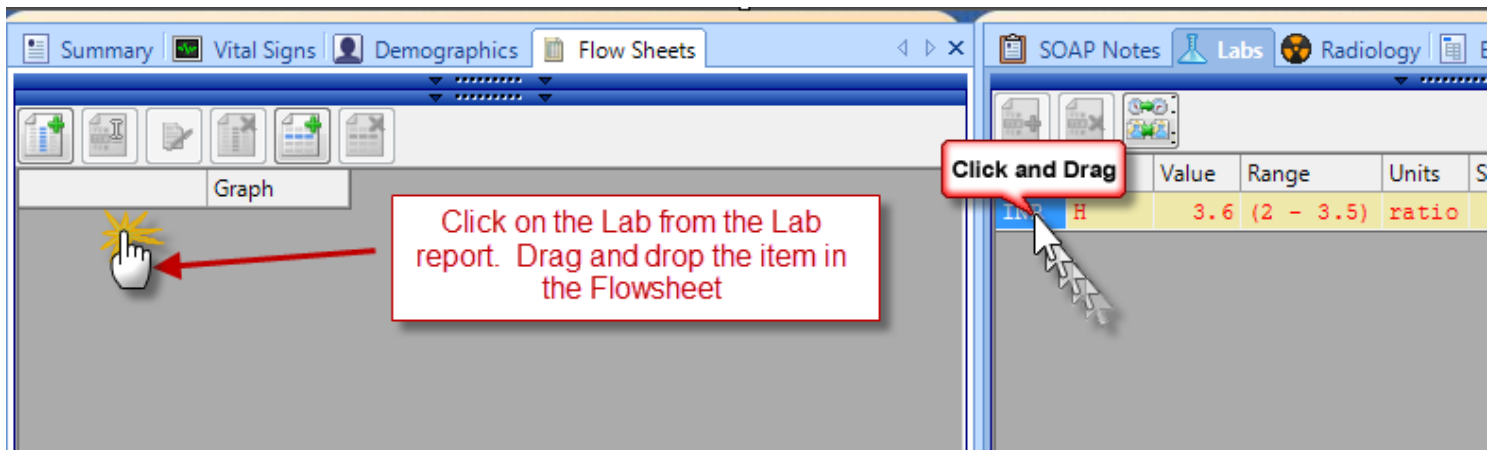 Summary Vital Signs Demographics Flow Sheets
SOAP Notes Labs Radiology
Graph
Click on the Lab from the Lab
report. Drag and drop the item in
the Flowsheet
Click and Drag
Value Range Units S
INR H 3.6 (2 - 3.5) ratio